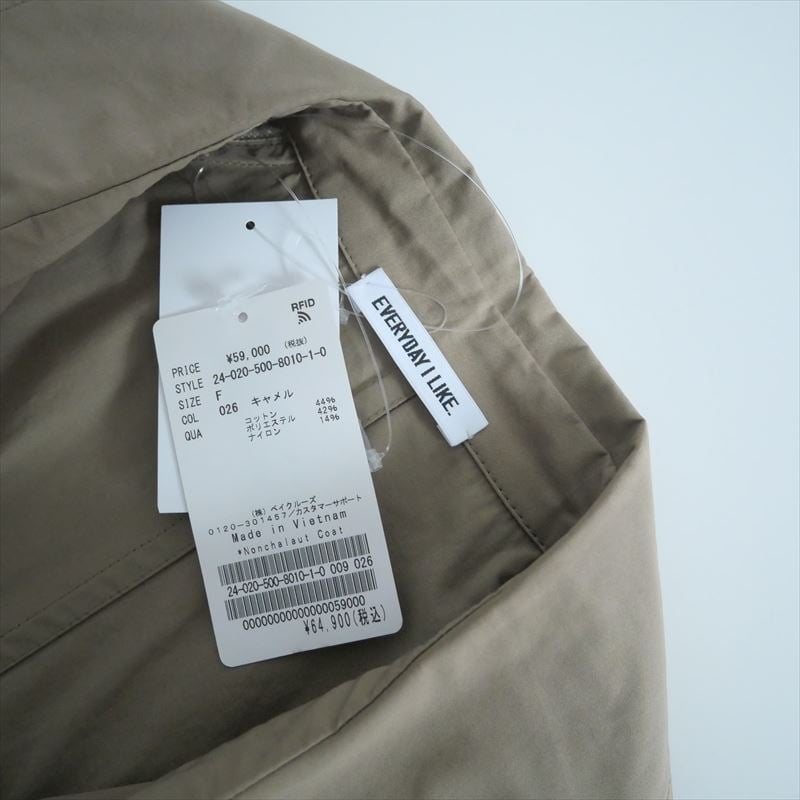 RFID
PRICE ¥59,000 (税抜)
STYLE 24-020-500-8010-1-0
SIZE F
COL 026 キャメル
QUA コットン 44%
ポリエステル 42%
ナイロン 14%
(株) ベイクルーズ
0120-301457/カスタマーサポート
Made in Vietnam
*Nonchalaut Coat
24-020-500-8010-1-0 009 026
00000000000000059000
¥64,900(税込)
EVERYDAY I LIKE.